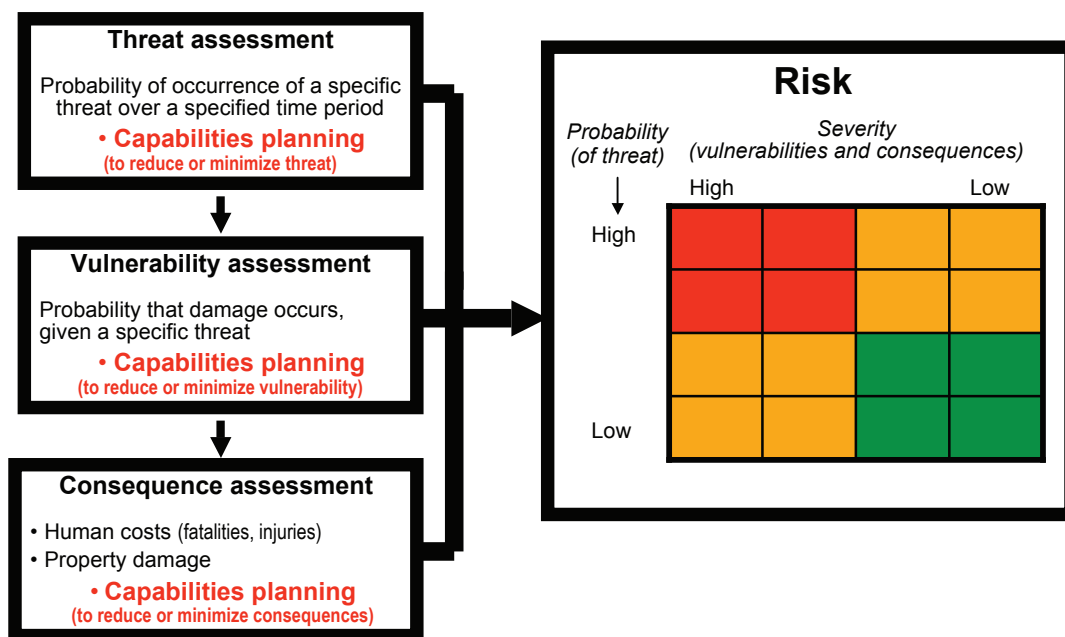 Threat assessment
Probability of occurrence of a specific
threat over a specified time period
• Capabilities planning
(to reduce or minimize threat)
Vulnerability assessment
Probability that damage occurs,
given a specific threat
• Capabilities planning
(to reduce or minimize vulnerability)
Consequence assessment
• Human costs (fatalities, injuries)
• Property damage
• Capabilities planning
(to reduce or minimize consequences)
Risk
Probability
(of threat)
Severity
(vulnerabilities and consequences)
High
Low
High
Low